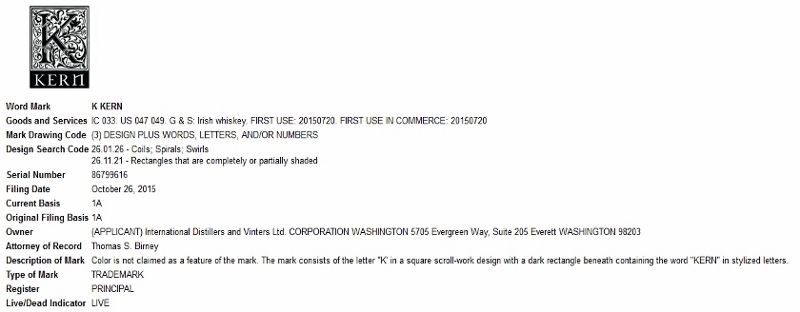 K
KERN
Word Mark K KERN
Goods and Services IC 033. US 047 049. G & S: Irish whiskey. FIRST USE: 20150720. FIRST USE IN COMMERCE: 20150720
Mark Drawing Code (3) DESIGN PLUS WORDS, LETTERS, AND/OR NUMBERS
Design Search Code 26.01.26 - Coils; Spirals; Swirls
26.11.21 - Rectangles that are completely or partially shaded
Serial Number 86799616
Filing Date October 26, 2015
Current Basis 1A
Original Filing Basis 1A
Owner (APPLICANT) International Distillers and Vinters Ltd. CORPORATION WASHINGTON 5705 Evergreen Way, Suite 205 Everett WASHINGTON 98203
Attorney of Record Thomas S. Birney
Description of Mark Color is not claimed as a feature of the mark. The mark consists of the letter "K' in a square scroll-work design with a dark rectangle beneath containing the word "KERN" in stylized letters.
Type of Mark TRADEMARK
Register PRINCIPAL
Live/Dead Indicator LIVE